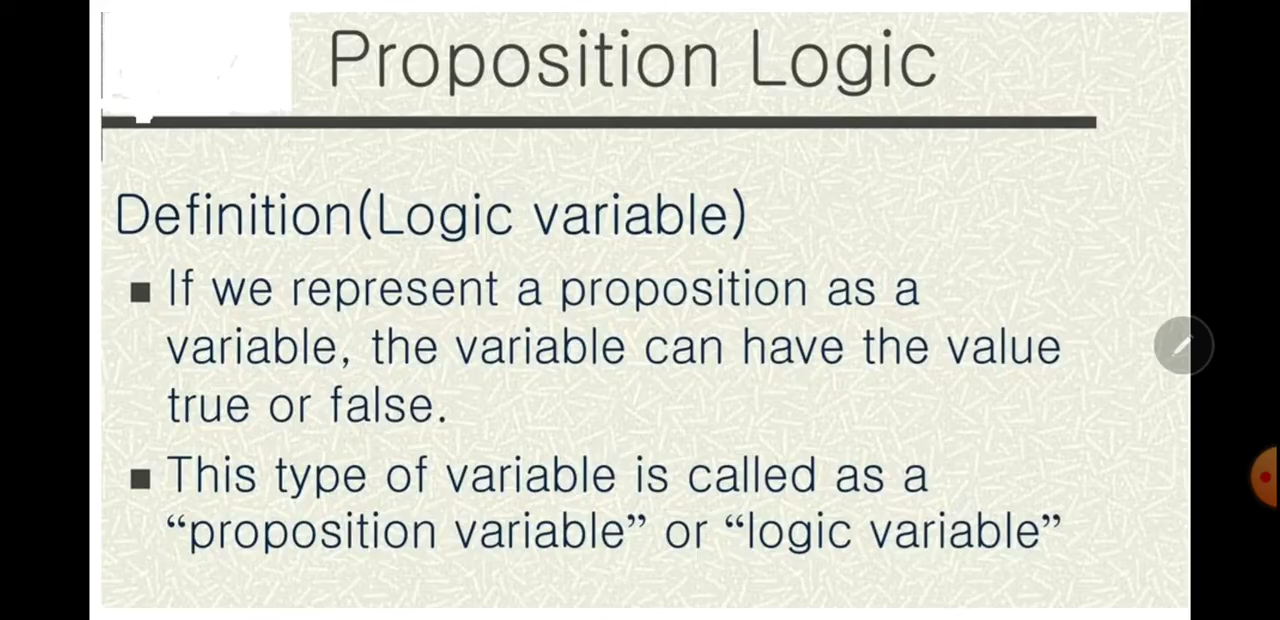 Proposition Logic
Definition(Logic variable)
If we represent a proposition as a
variable, the variable can have the value
true or false.
This type of variable is called as a
“proposition variable” or “logic variable”